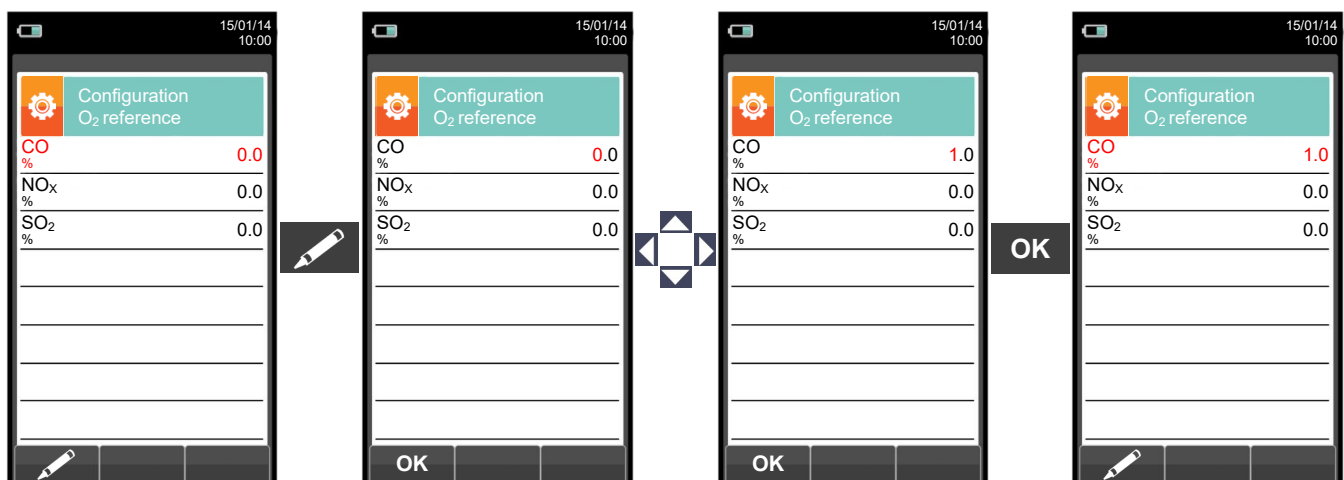 15/01/14
10:00
Configuration
O₂ reference
CO
% 0.0
NOX
% 0.0
SO₂
% 0.0
15/01/14
10:00
Configuration
O₂ reference
CO
% 0.0
NOX
% 0.0
SO₂
% 0.0
OK
15/01/14
10:00
Configuration
O₂ reference
CO
% 1.0
NOX
% 0.0
SO₂
% 0.0
OK
OK
15/01/14
10:00
Configuration
O₂ reference
CO
% 1.0
NOX
% 0.0
SO₂
% 0.0